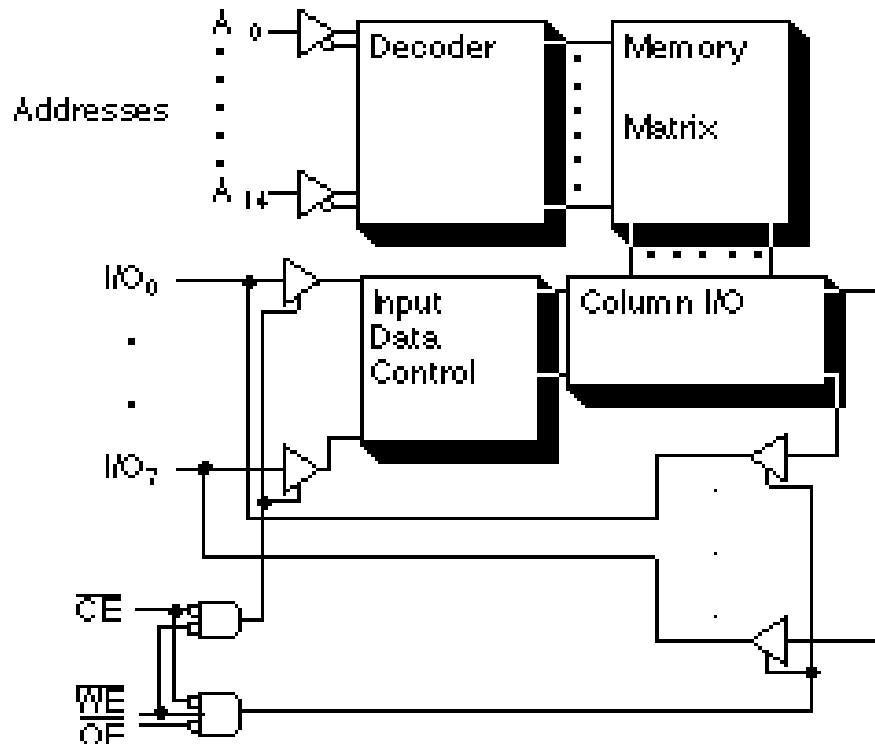 A0
Decoder
Memory
Matrix
Addresses
A14
I/O0
Input
Data
Control
Column I/O
I/O7
CE
WE
OE